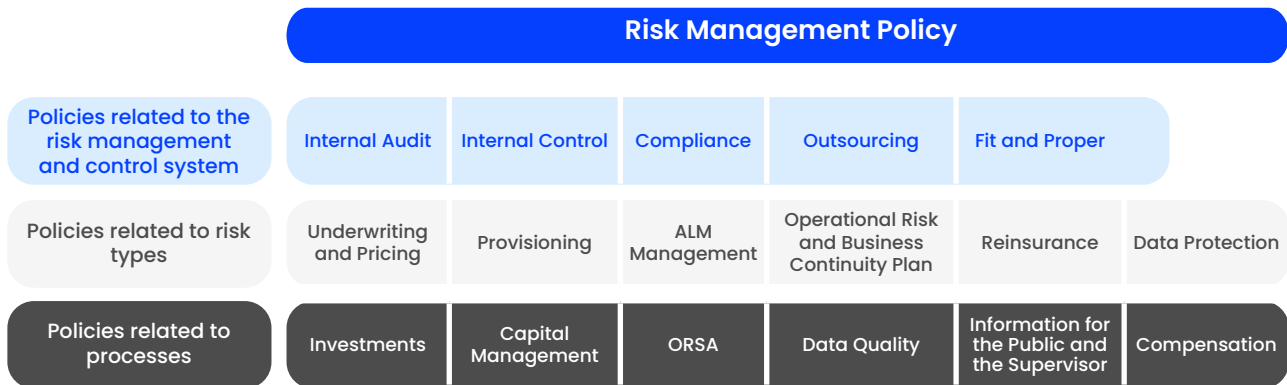 Risk Management Policy
Policies related to the
risk management
and control system
Internal Audit
Internal Control
Compliance
Outsourcing
Fit and Proper
Policies related to risk
types
Underwriting
and Pricing
Provisioning
ALM
Management
Operational Risk
and Business
Continuity Plan
Reinsurance
Data Protection
Policies related to
processes
Investments
Capital
Management
ORSA
Data Quality
Information for
the Public and
the Supervisor
Compensation